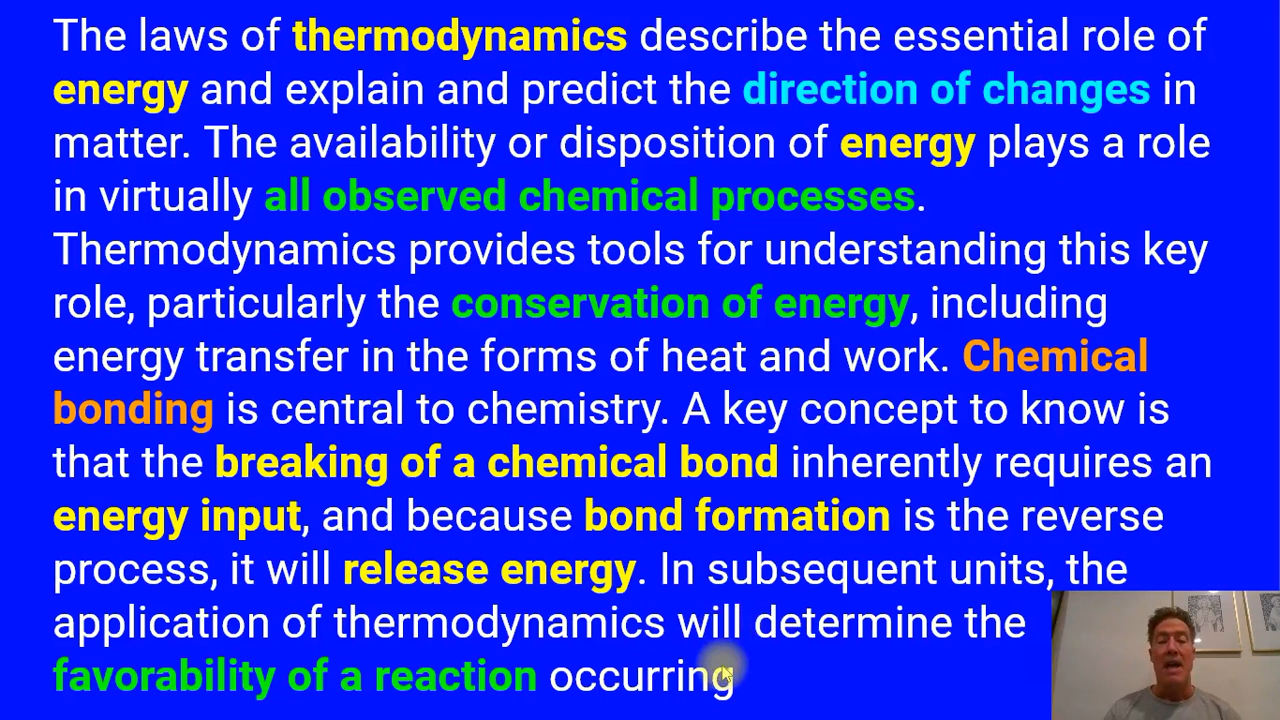 The laws of thermodynamics describe the essential role of
energy and explain and predict the direction of changes in
matter. The availability or disposition of energy plays a role
in virtually all observed chemical processes.
Thermodynamics provides tools for understanding this key
role, particularly the conservation of energy, including
energy transfer in the forms of heat and work. Chemical
bonding is central to chemistry. A key concept to know is
that the breaking of a chemical bond inherently requires an
energy input, and because bond formation is the reverse
process, it will release energy. In subsequent units, the
application of thermodynamics will determine the
favorability of a reaction occurring